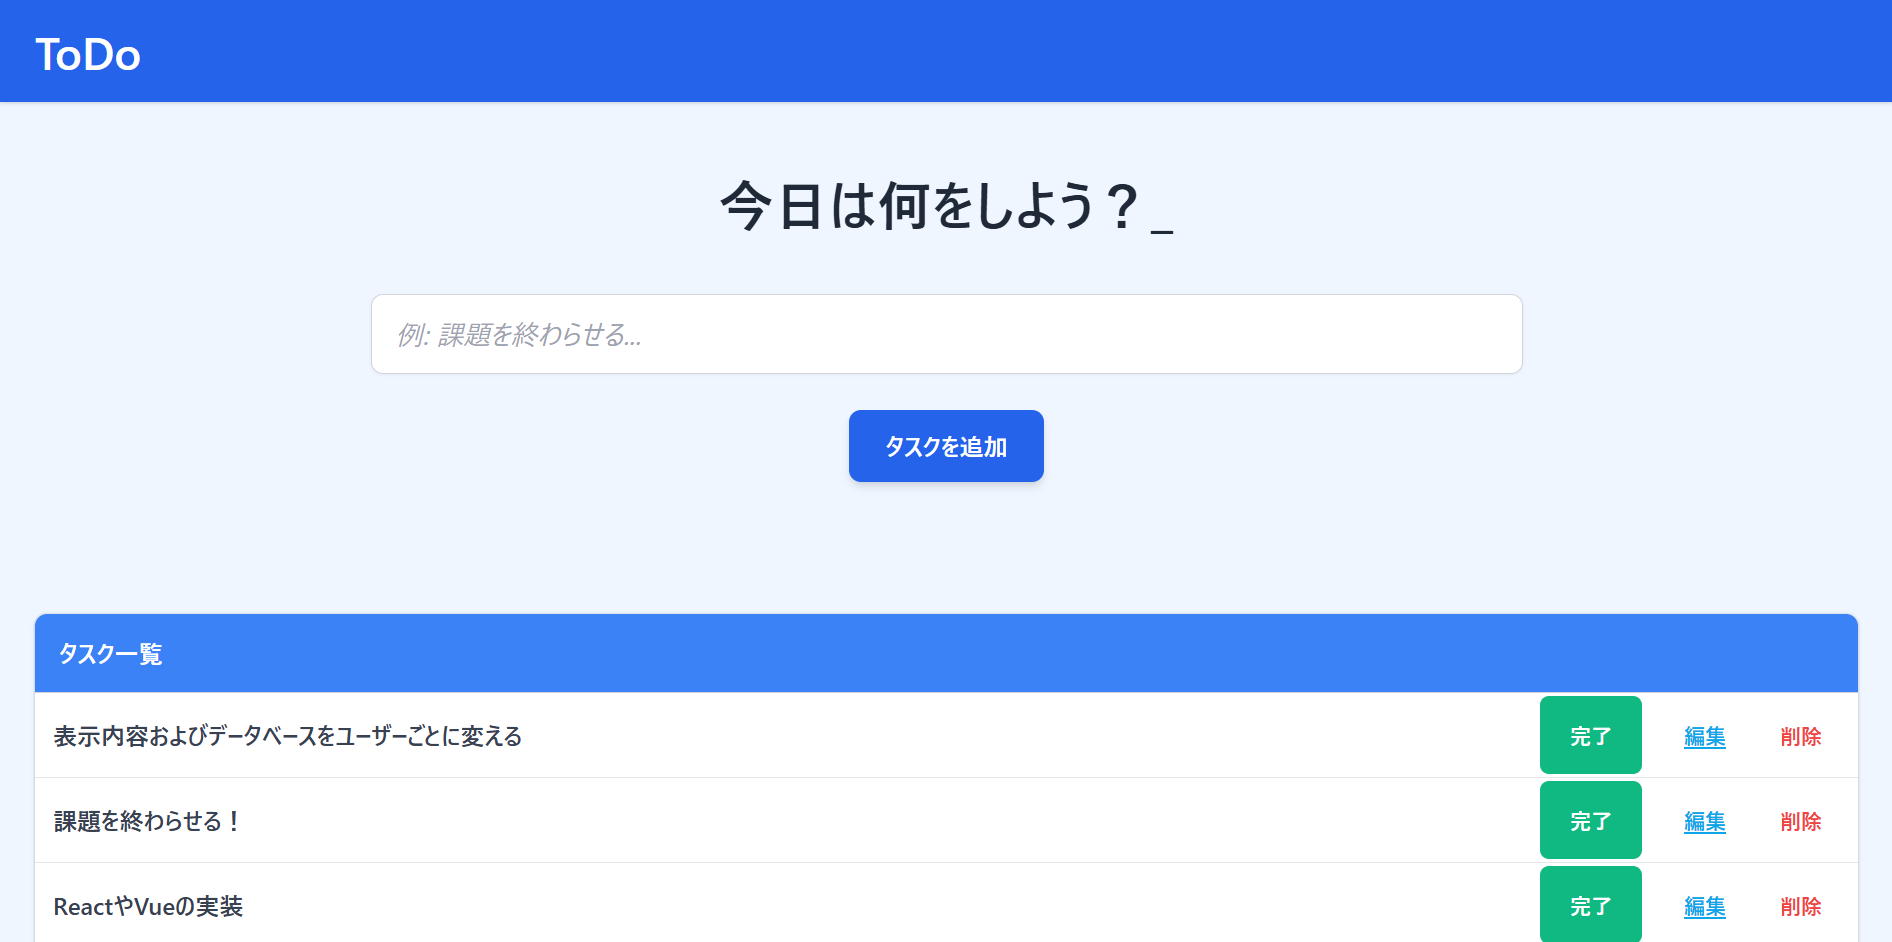 ToDo
今日は何をしよう？_
例: 課題を終わらせる...
タスクを追加
タスク一覧
表示内容およびデータベースをユーザーごとに変える 完了 編集 削除
課題を終わらせる！ 完了 編集 削除
ReactやVueの実装 完了 編集 削除